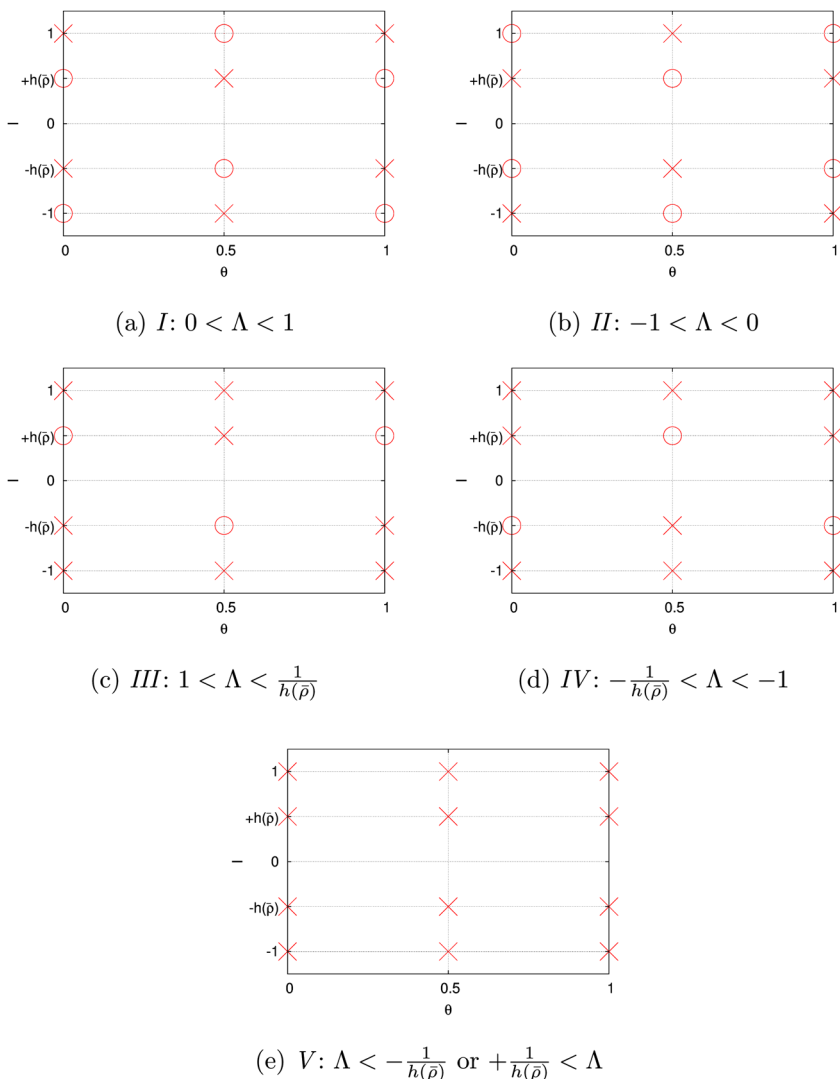 1
+h(ρ̄)
0
-h(ρ̄)
-1
I
0 0.5 1
θ
(a) I: 0 < Λ < 1
1
+h(ρ̄)
0
-h(ρ̄)
-1
I
0 0.5 1
θ
(b) II: −1 < Λ < 0
1
+h(ρ̄)
0
-h(ρ̄)
-1
I
0 0.5 1
θ
(c) III: 1 < Λ < 1/h(ρ̄)
1
+h(ρ̄)
0
-h(ρ̄)
-1
I
0 0.5 1
θ
(d) IV: −1/h(ρ̄) < Λ < −1
1
+h(ρ̄)
0
-h(ρ̄)
-1
I
0 0.5 1
θ
(e) V: Λ < −1/h(ρ̄) or +1/h(ρ̄) < Λ